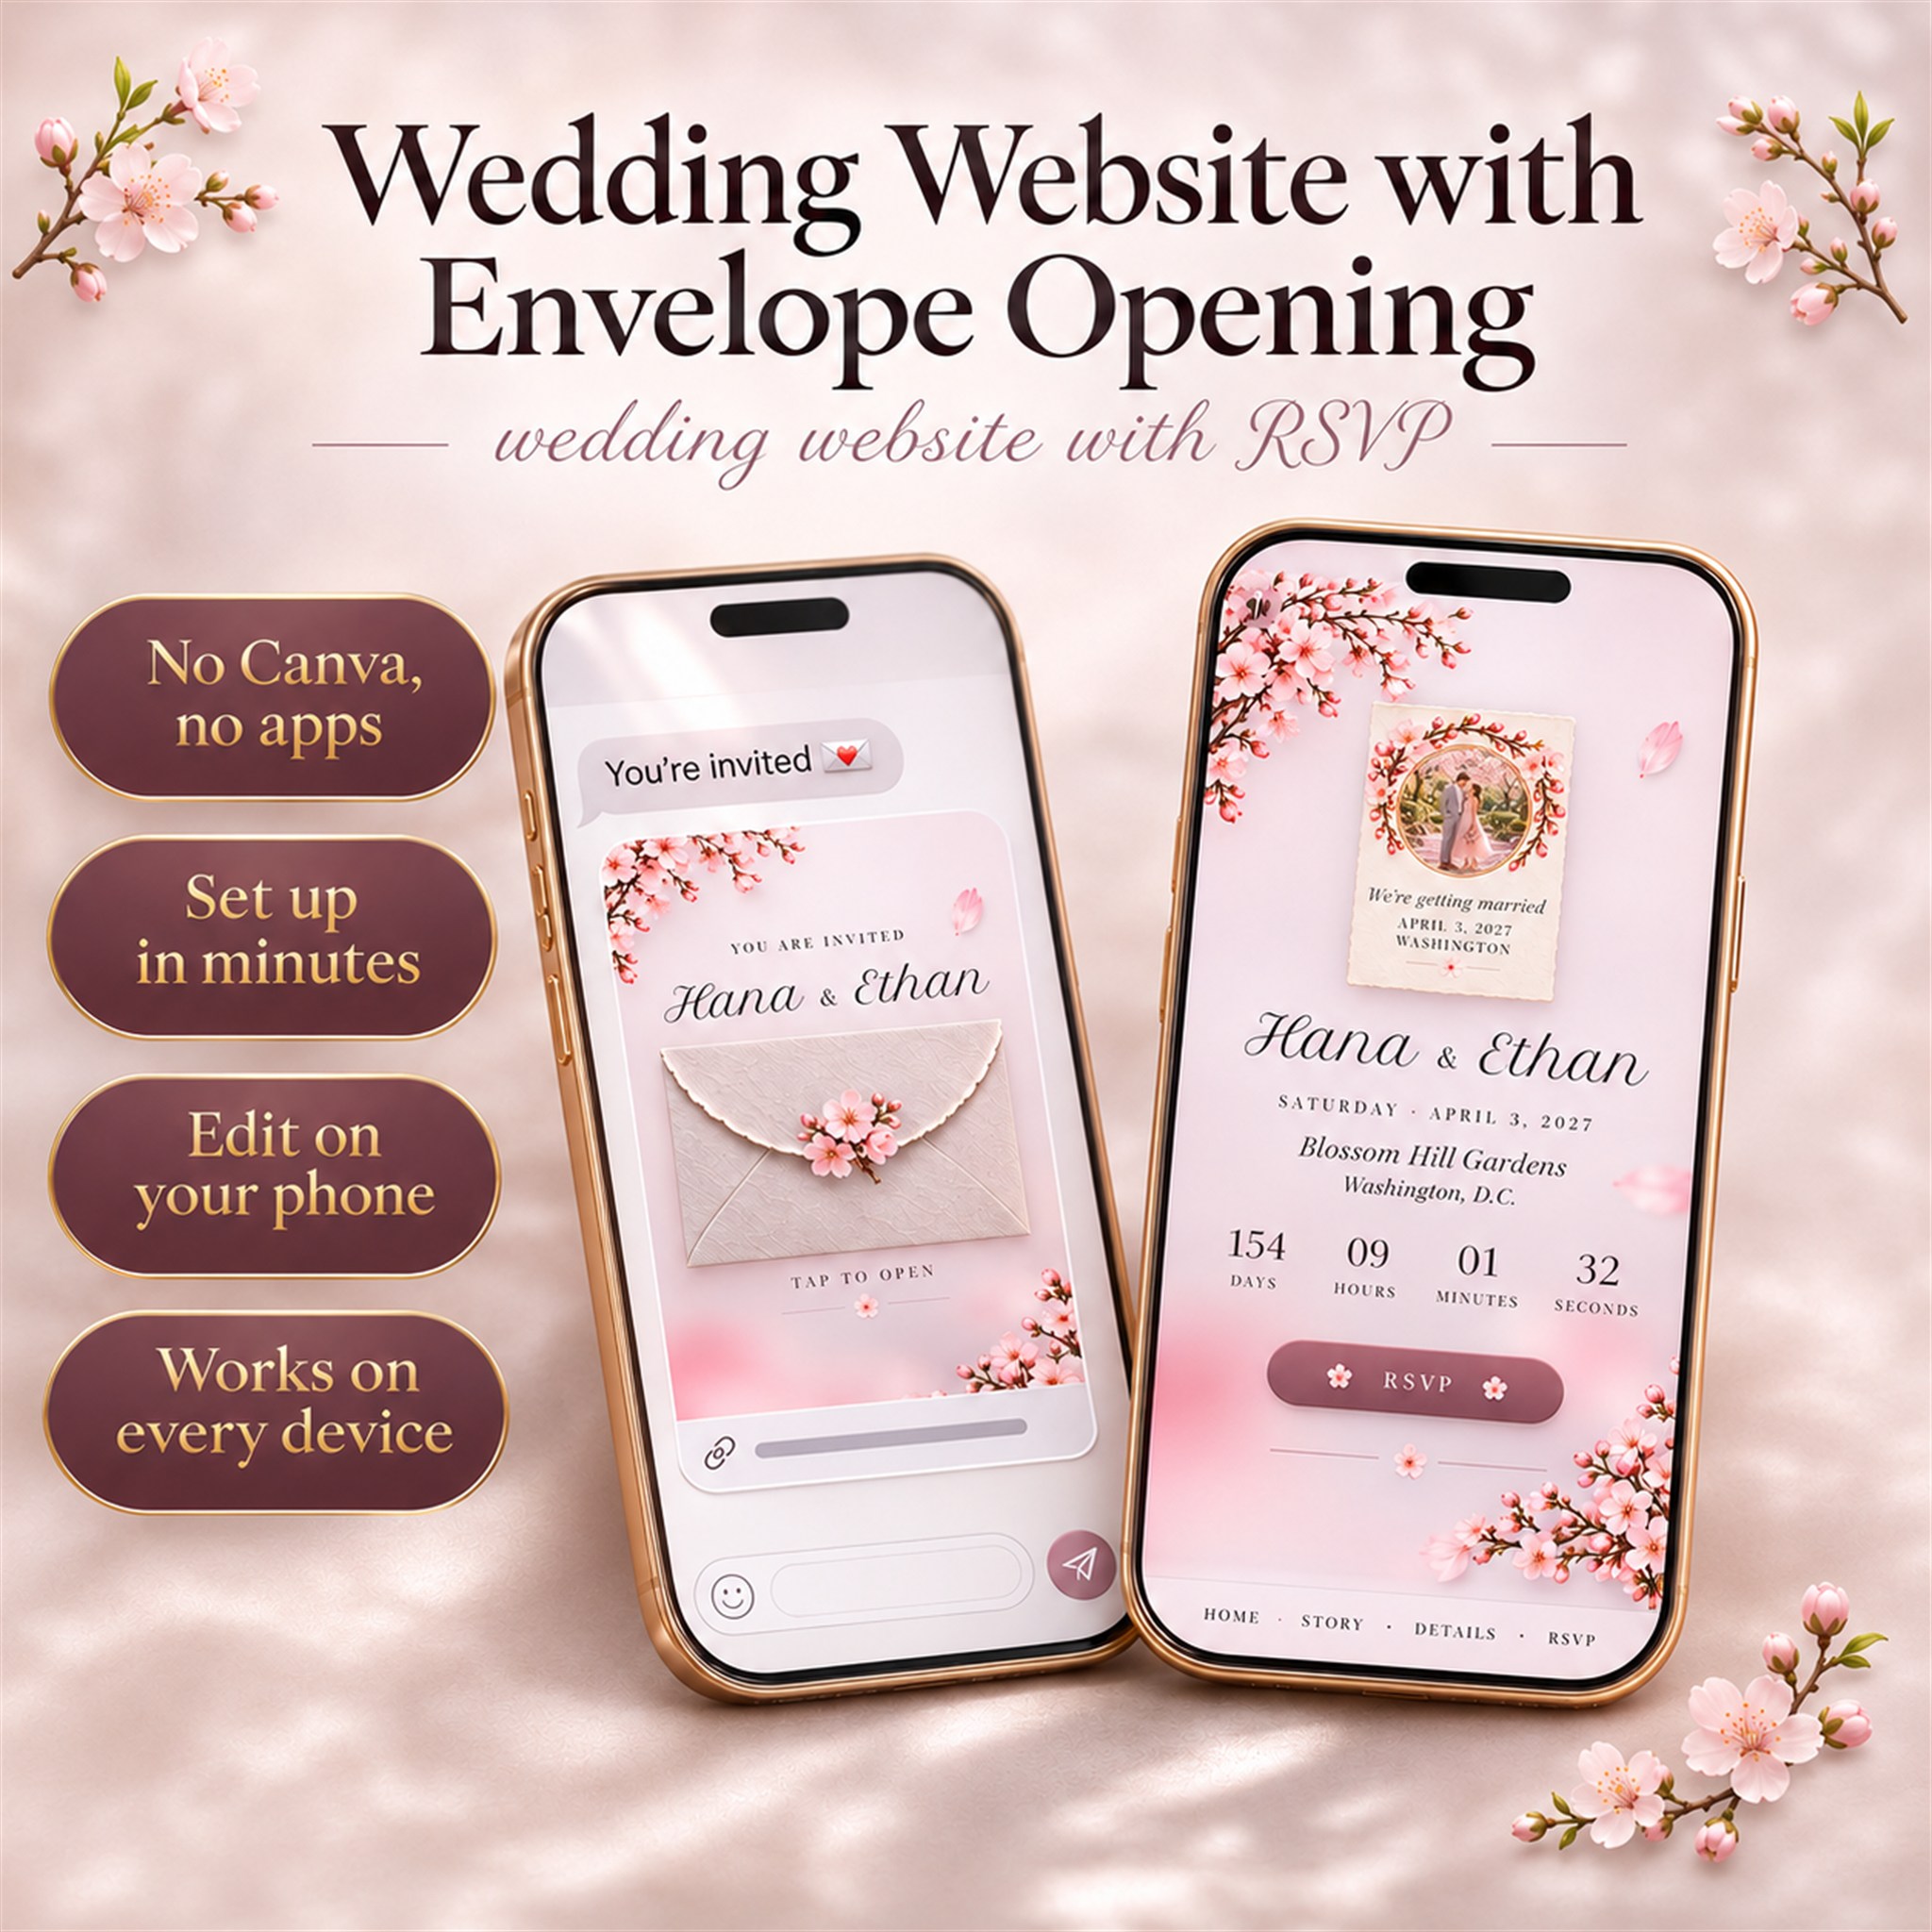 Wedding Website with
Envelope Opening
wedding website with RSVP
No Canva,
no apps
Set up
in minutes
Edit on
your phone
Works on
every device
You're invited 💌
YOU ARE INVITED
Hana & Ethan
TAP TO OPEN
We're getting married
APRIL 3, 2027
WASHINGTON
Hana & Ethan
SATURDAY · APRIL 3, 2027
Blossom Hill Gardens
Washington, D.C.
154 09 01 32
DAYS HOURS MINUTES SECONDS
RSVP
HOME · STORY · DETAILS · RSVP